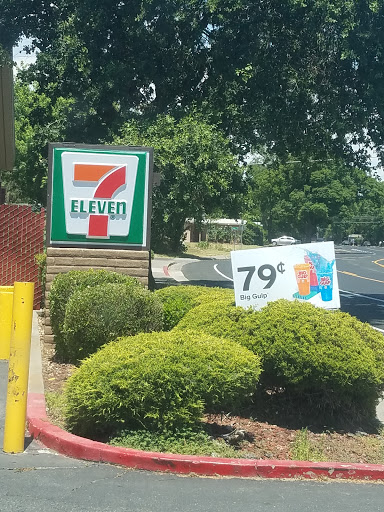 7
ELEVEn
79¢
Big Gulp